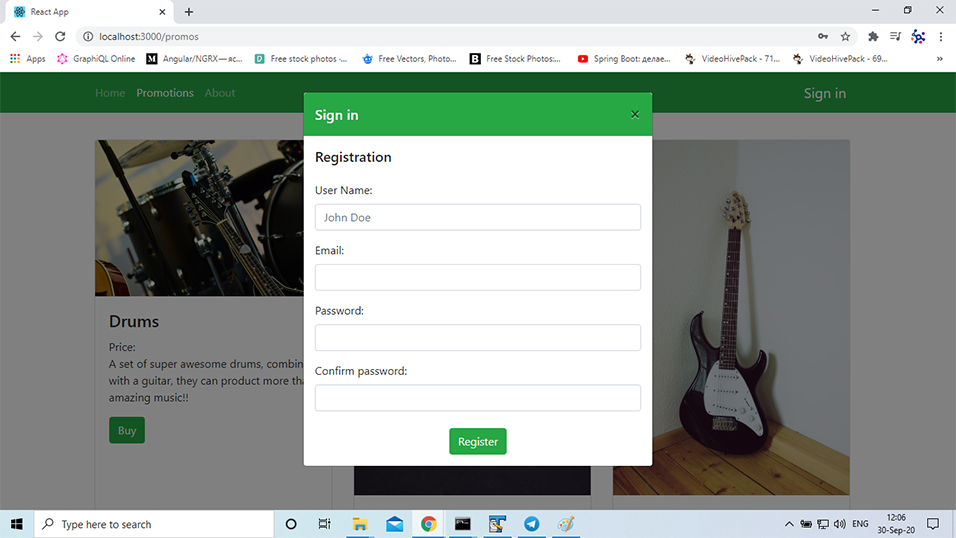 React App
localhost:3000/promos
Apps
GraphiQL Online
Angular/NGRX — яс...
Free stock photos -...
Free Vectors, Photo...
Free Stock Photos:...
Spring Boot: делае...
VideoHivePack - 71...
VideoHivePack - 69...
Home
Promotions
About
Sign in
Sign in
Registration
User Name:
John Doe
Email:
Password:
Confirm password:
Register
Drums
Price:
A set of super awesome drums, combin
with a guitar, they can product more tha
amazing music!!
Buy
Type here to search
ENG
12:06
30-Sep-20